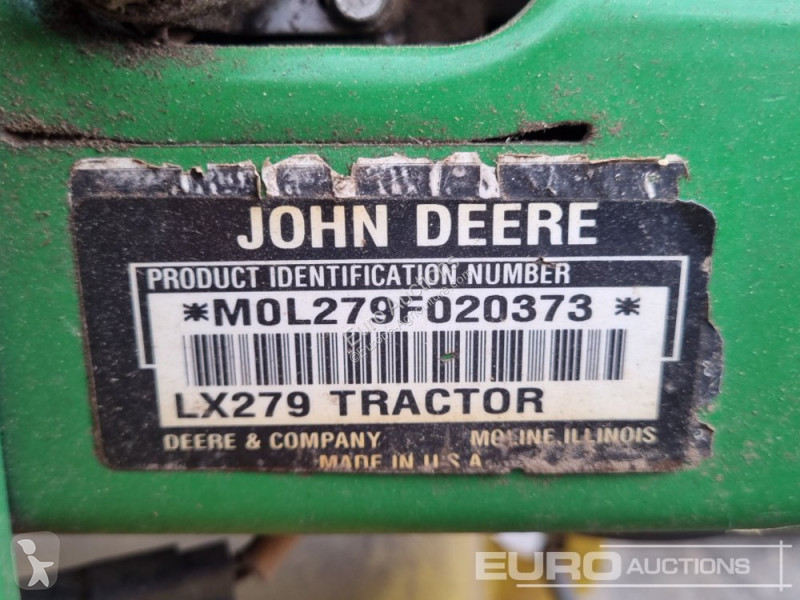 JOHN DEERE
PRODUCT IDENTIFICATION NUMBER
*M0L279F020373*
LX279 TRACTOR
DEERE & COMPANY MOLINE, ILLINOIS
MADE IN U.S.A.
EURO AUCTIONS